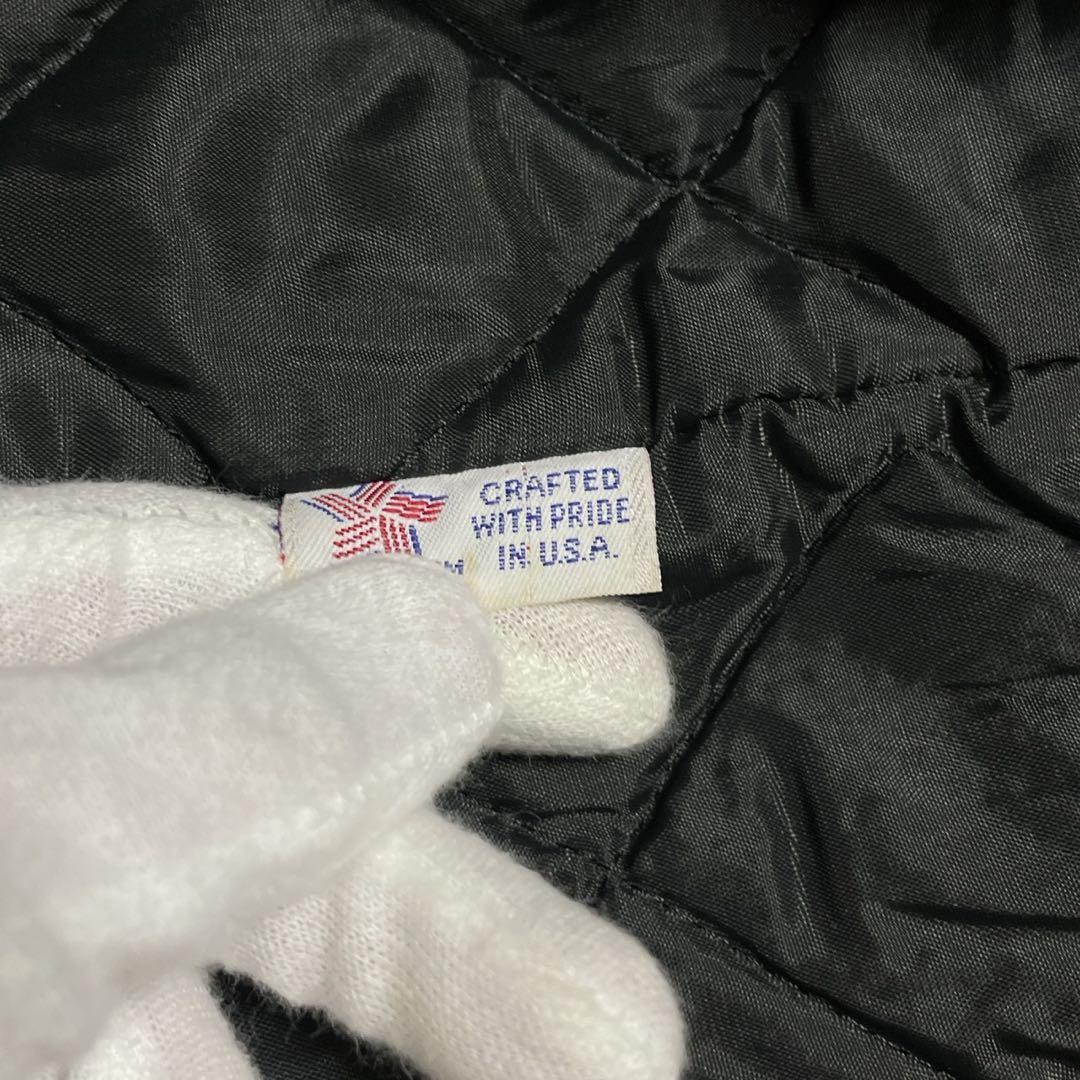 CRAFTED
WITH PRIDE
IN U.S.A.
M